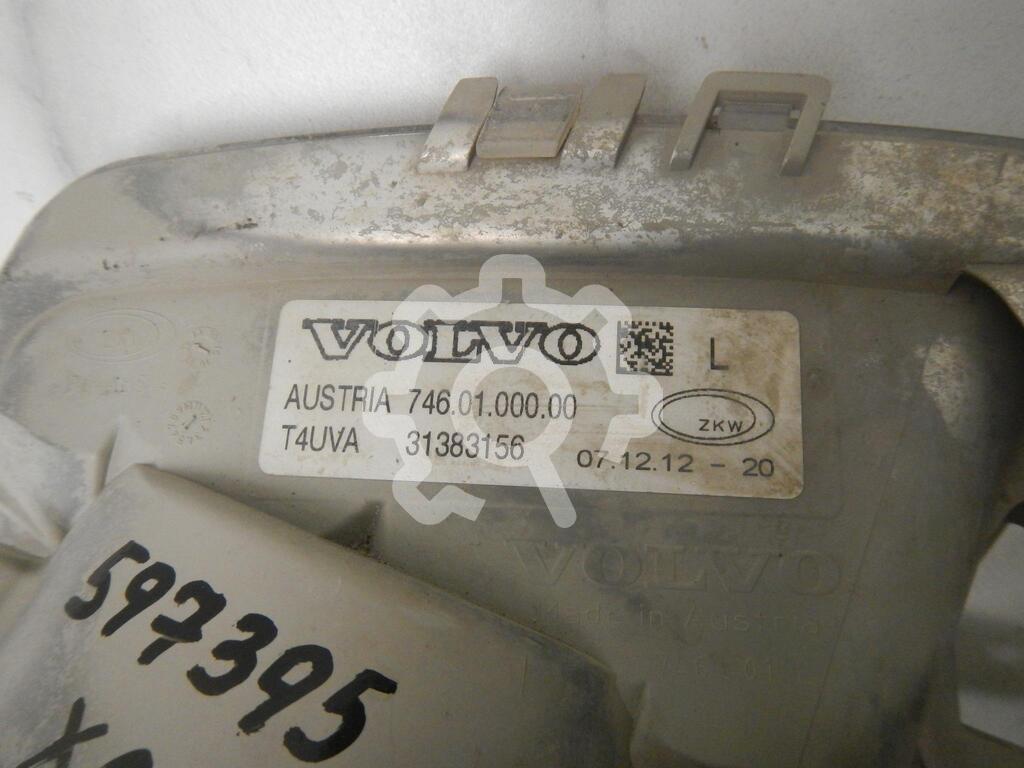 VOLVO
L
AUSTRIA 746.01.000.00
ZKW
T4UVA 31383156
07.12.12 - 20
VOLVO
Made in Austria
597395